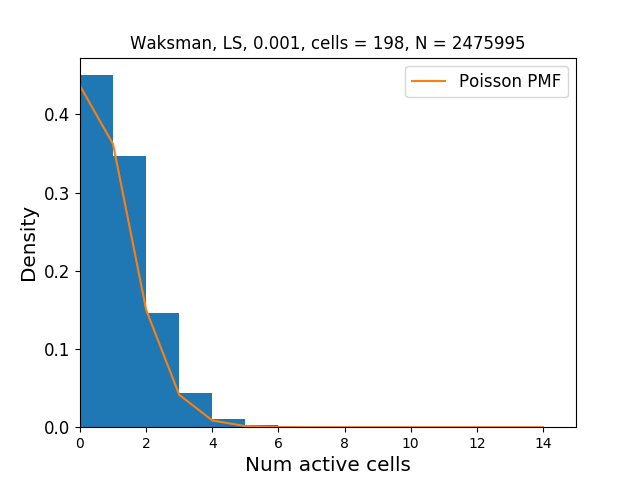 Waksman, LS, 0.001, cells = 198, N = 2475995
Poisson PMF
Density
0.4
0.3
0.2
0.1
0.0
0 2 4 6 8 10 12 14
Num active cells